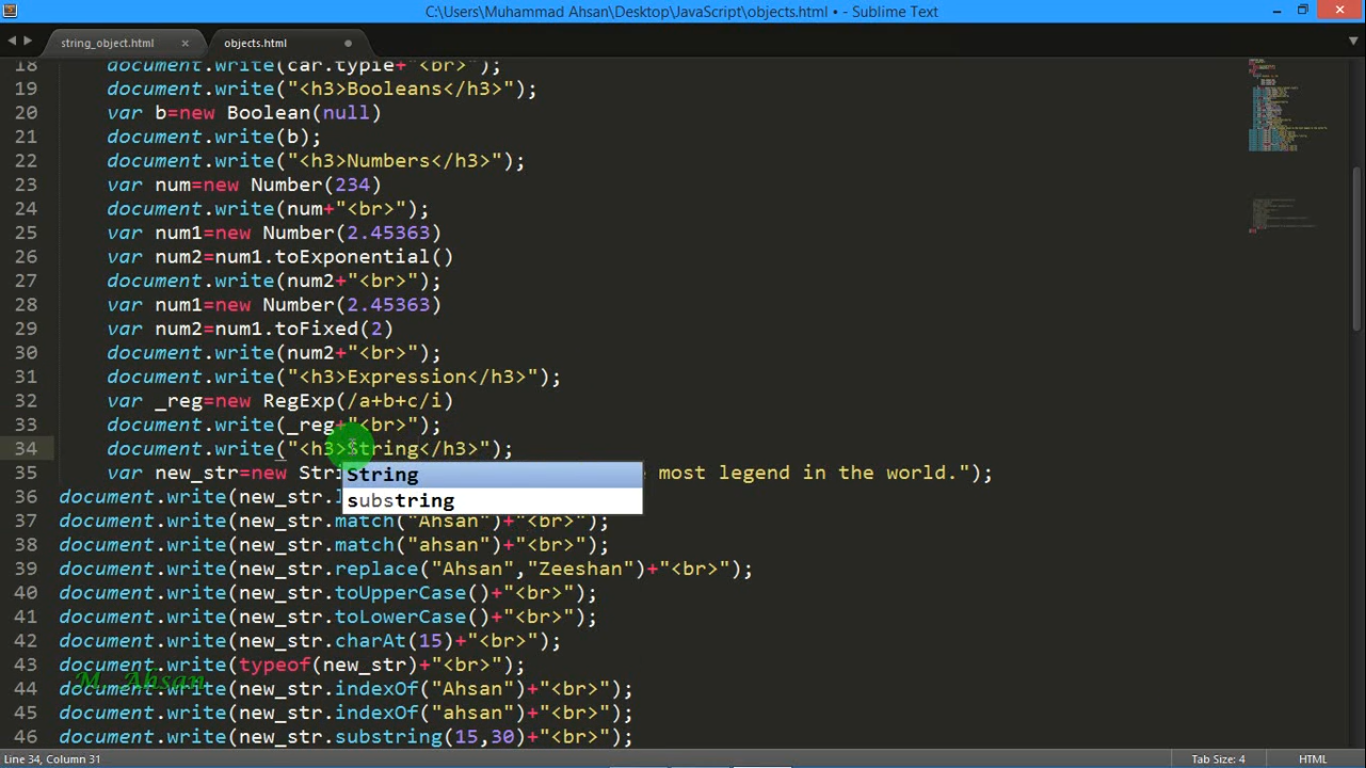 C:\Users\Muhammad Ahsan\Desktop\JavaScript\objects.html • - Sublime Text
string_object.html × objects.html
18 document.write(car.typie+"<br>");
19 document.write("<h3>Booleans</h3>");
20 var b=new Boolean(null)
21 document.write(b);
22 document.write("<h3>Numbers</h3>");
23 var num=new Number(234)
24 document.write(num+"<br>");
25 var num1=new Number(2.45363)
26 var num2=num1.toExponential()
27 document.write(num2+"<br>");
28 var num1=new Number(2.45363)
29 var num2=num1.toFixed(2)
30 document.write(num2+"<br>");
31 document.write("<h3>Expression</h3>");
32 var _reg=new RegExp(/a+b+c/i)
33 document.write(_reg+"<br>");
34 document.write("<h3>String</h3>");
35 var new_str=new Stri most legend in the world.");
String
substring
36 document.write(new_str.
37 document.write(new_str.match("Ahsan")+"<br>");
38 document.write(new_str.match("ahsan")+"<br>");
39 document.write(new_str.replace("Ahsan","Zeeshan")+"<br>");
40 document.write(new_str.toUpperCase()+"<br>");
41 document.write(new_str.toLowerCase()+"<br>");
42 document.write(new_str.charAt(15)+"<br>");
43 document.write(typeof(new_str)+"<br>");
M. Ahsan
44 document.write(new_str.indexOf("Ahsan")+"<br>");
45 document.write(new_str.indexOf("ahsan")+"<br>");
46 document.write(new_str.substring(15,30)+"<br>");
Line 34, Column 31 Tab Size: 4 HTML